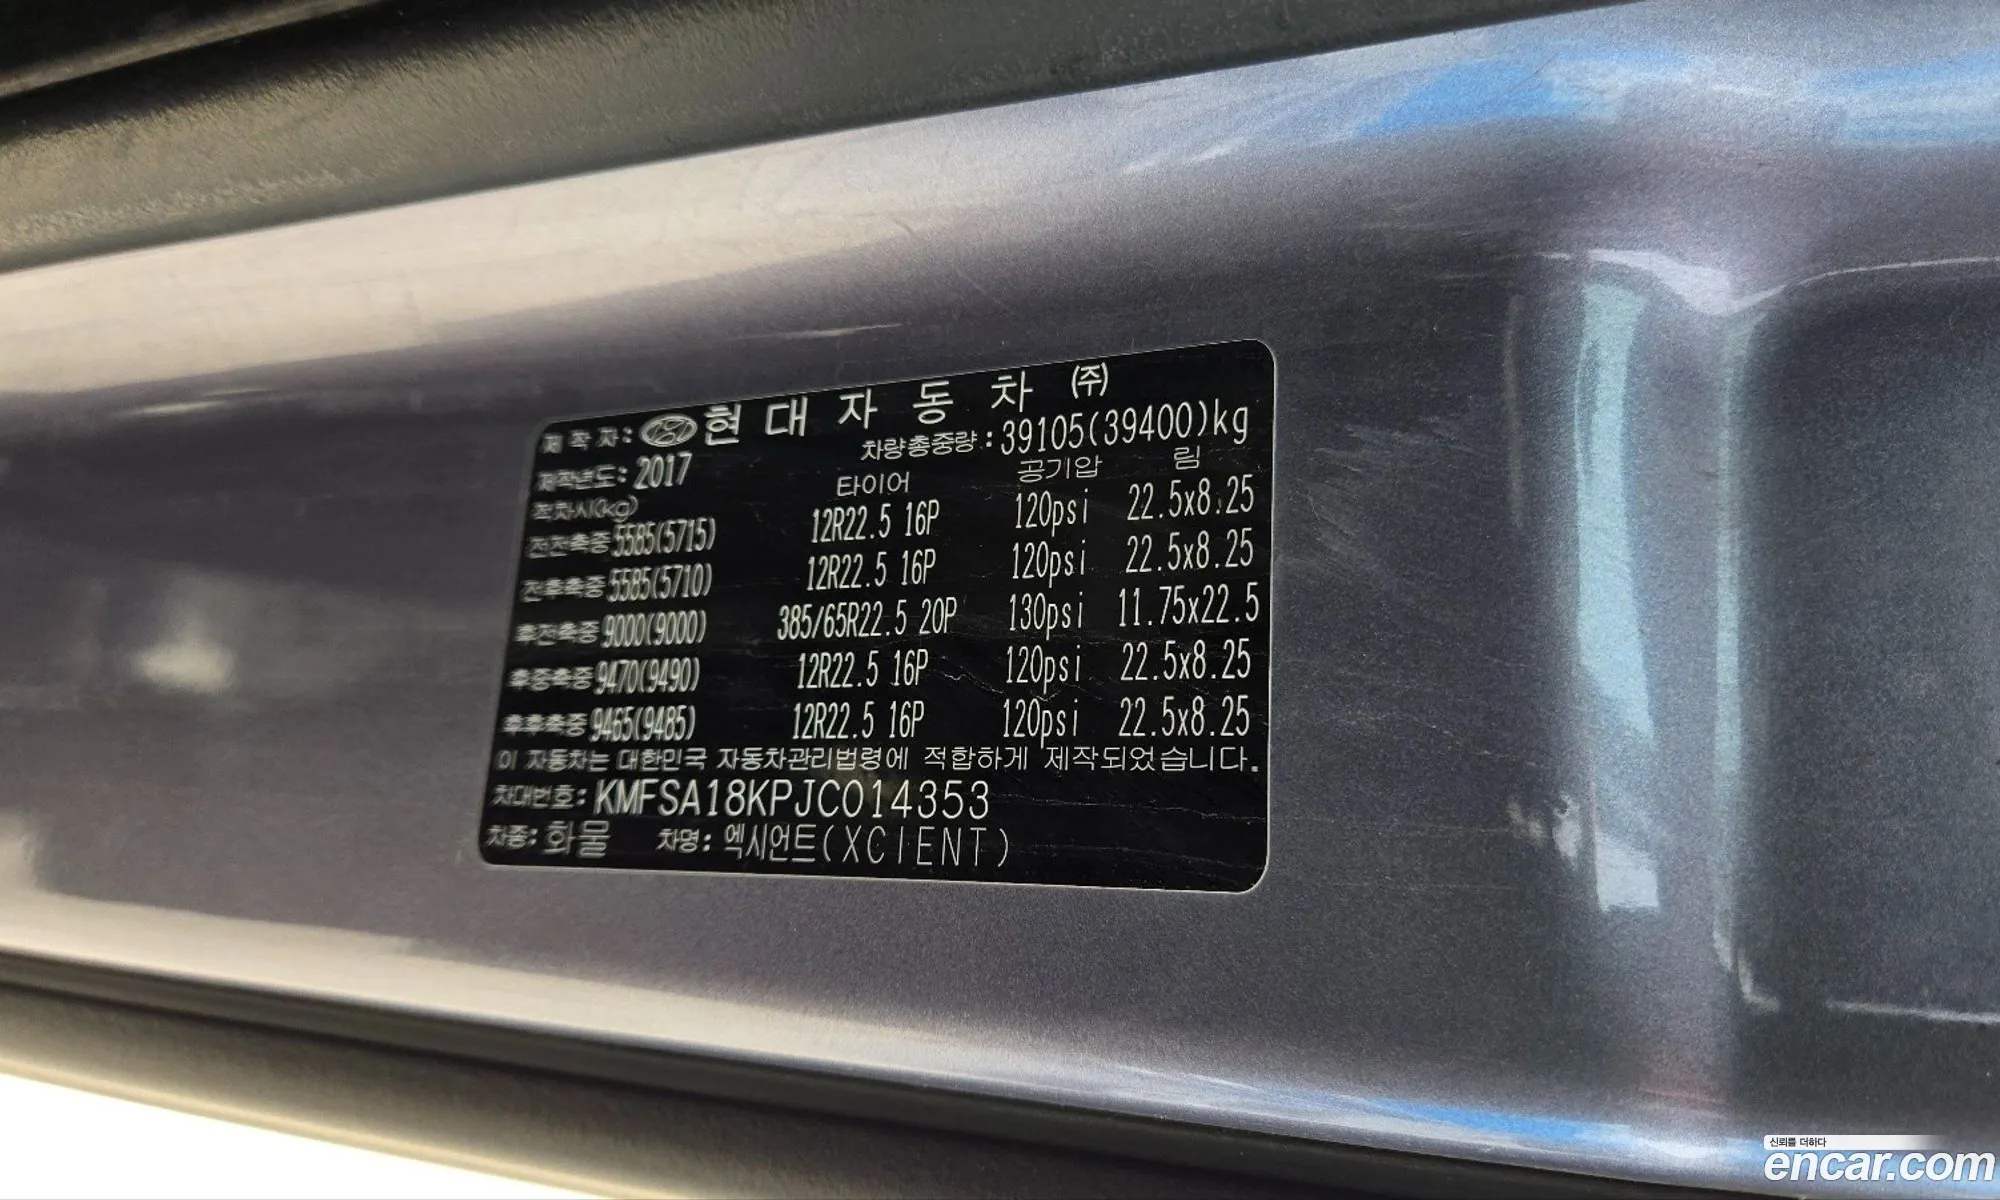 제작자: 현대자동차 ㈜
제작년도: 2017 차량총중량: 39105(39400)kg
적차시(kg) 타이어 공기압 림
전전축중 5585(5715) 12R22.5 16P 120psi 22.5x8.25
전후축중 5585(5710) 12R22.5 16P 120psi 22.5x8.25
후전축중 9000(9000) 385/65R22.5 20P 130psi 11.75x22.5
후중축중 9470(9490) 12R22.5 16P 120psi 22.5x8.25
후후축중 9465(9485) 12R22.5 16P 120psi 22.5x8.25
이 자동차는 대한민국 자동차관리법령에 적합하게 제작되었습니다.
차대번호: KMFSA18KPJC014353
차종: 화물 차명: 엑시언트(XCIENT)
신뢰를 더하다
encar.com